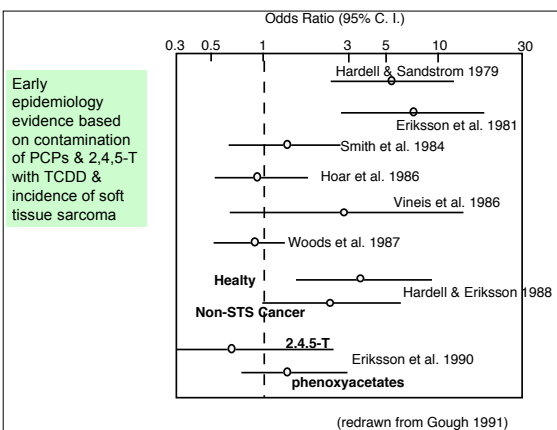 Odds Ratio (95% C. I.)
0.3 0.5 1 3 5 10 30
Early
epidemiology
evidence based
on contamination
of PCPs & 2,4,5-T
with TCDD &
incidence of soft
tissue sarcoma
Hardell & Sandstrom 1979
Eriksson et al. 1981
Smith et al. 1984
Hoar et al. 1986
Vineis et al. 1986
Woods et al. 1987
Healty
Hardell & Eriksson 1988
Non-STS Cancer
2.4.5-T
Eriksson et al. 1990
phenoxyacetates
(redrawn from Gough 1991)